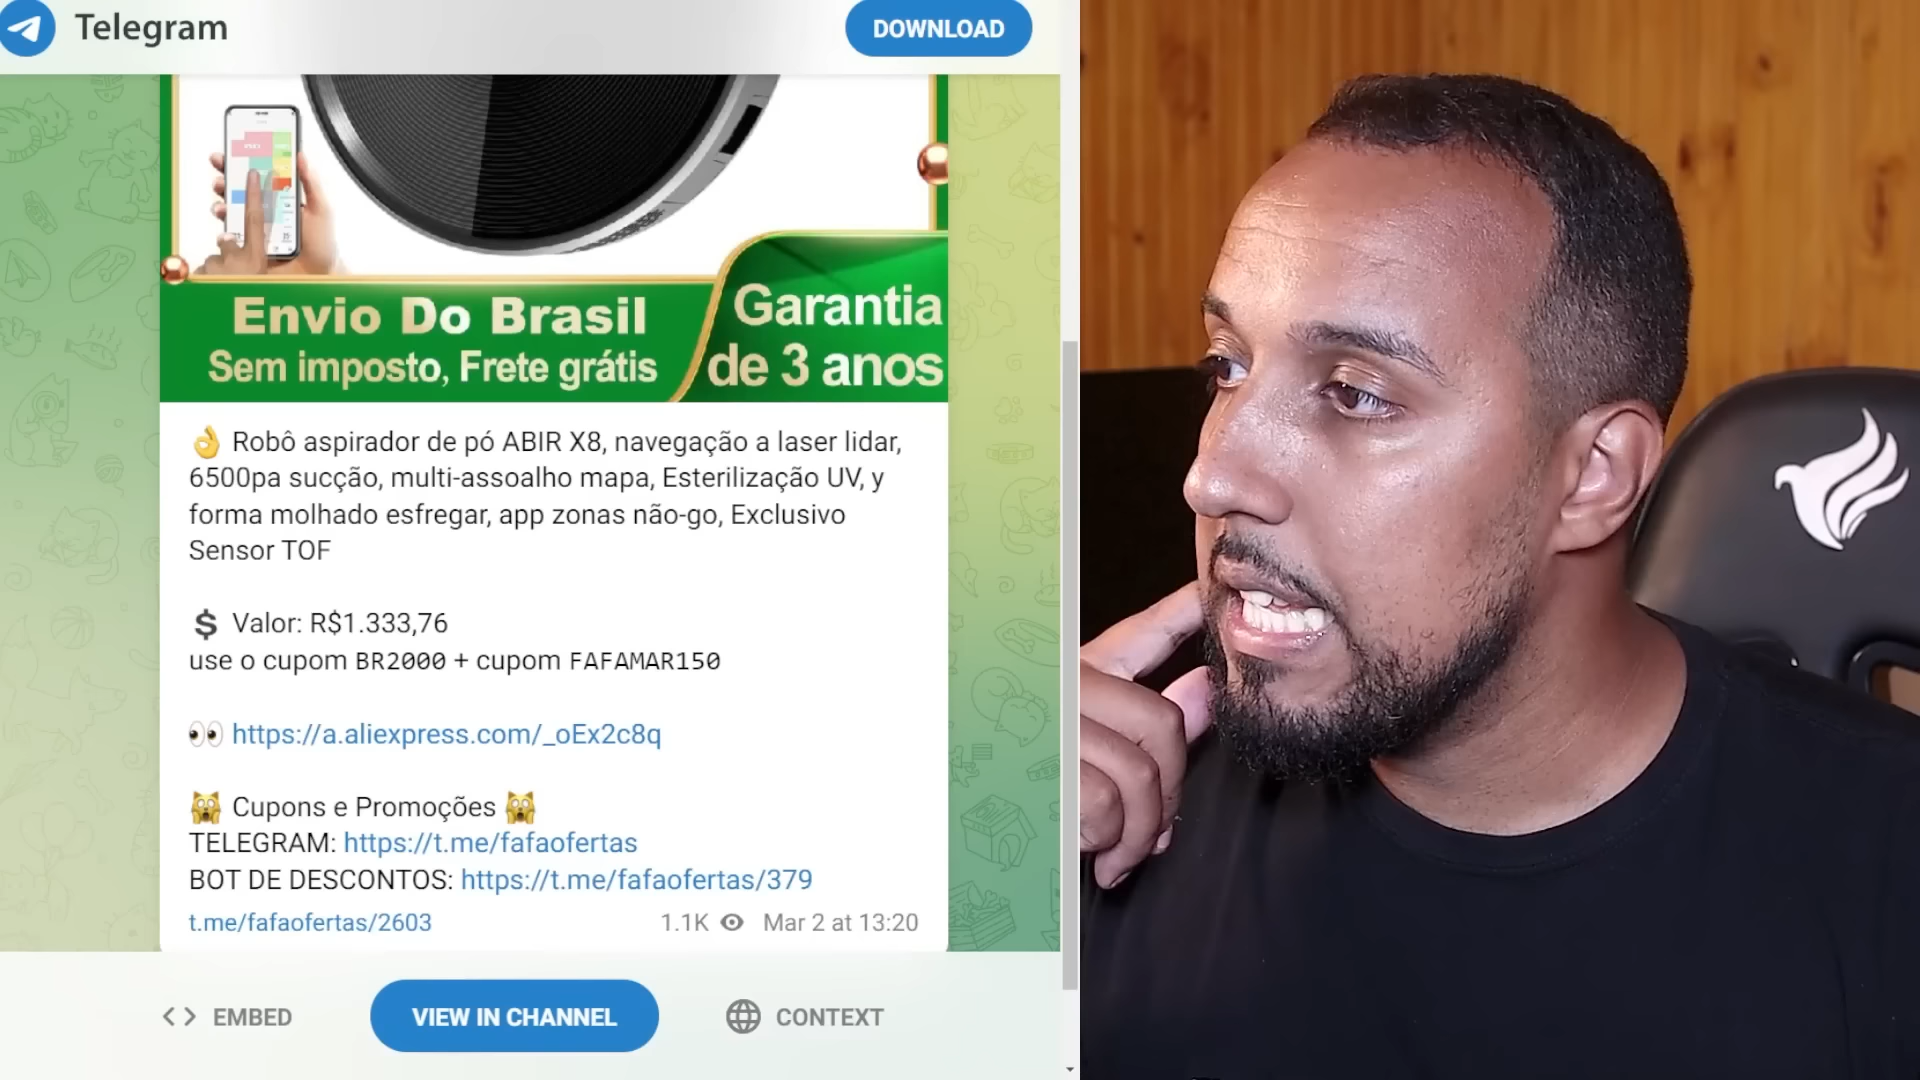 Telegram
DOWNLOAD
Envio Do Brasil
Sem imposto, Frete grátis
Garantia
de 3 anos
👌 Robô aspirador de pó ABIR X8, navegação a laser lidar,
6500pa sucção, multi-assoalho mapa, Esterilização UV, y
forma molhado esfregar, app zonas não-go, Exclusivo
Sensor TOF
💲 Valor: R$1.333,76
use o cupom BR2000 + cupom FAFAMAR150
👀 https://a.aliexpress.com/_oEx2c8q
🙀 Cupons e Promoções 🙀
TELEGRAM: https://t.me/fafaofertas
BOT DE DESCONTOS: https://t.me/fafaofertas/379
t.me/fafaofertas/2603 1.1K Mar 2 at 13:20
EMBED
VIEW IN CHANNEL
CONTEXT